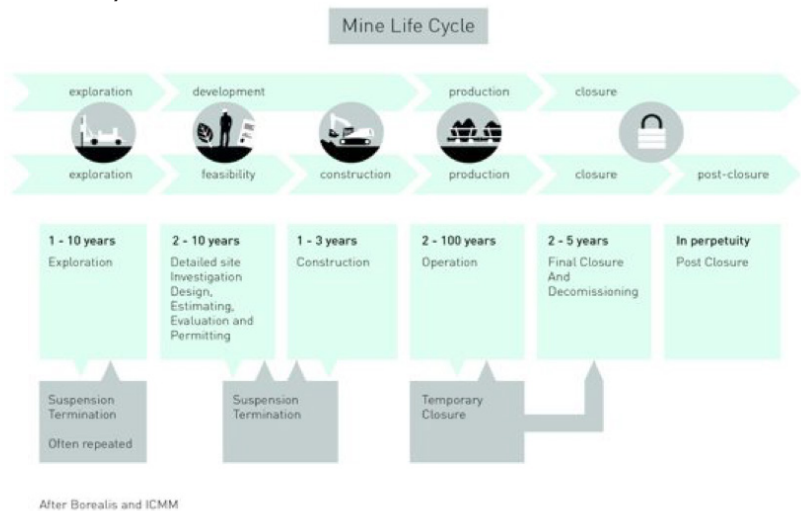 Mine Life Cycle
exploration
development
production
closure
exploration
feasibility
construction
production
closure
post-closure
1 - 10 years
Exploration
2 - 10 years
Detailed site
Investigation
Design,
Estimating,
Evaluation and
Permitting
1 - 3 years
Construction
2 - 100 years
Operation
2 - 5 years
Final Closure
And
Decomissioning
In perpetuity
Post Closure
Suspension
Termination
Often repeated
Suspension
Termination
Temporary
Closure
After Borealis and ICMM